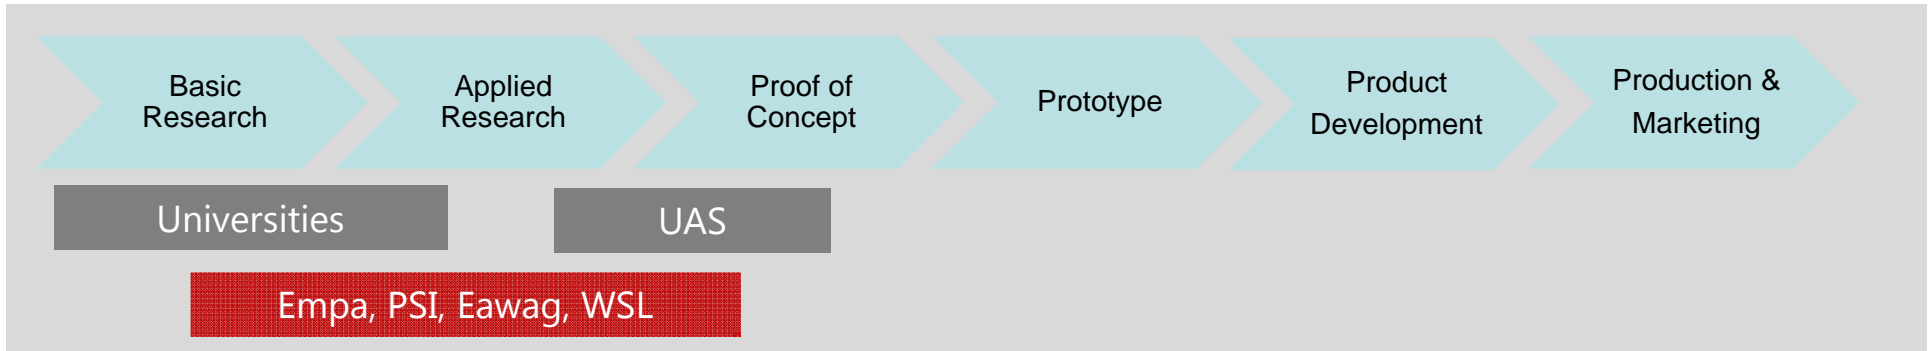 Basic
Research
Applied
Research
Proof of
Concept
Prototype
Product
Development
Production &
Marketing
Universities
UAS
Empa, PSI, Eawag, WSL